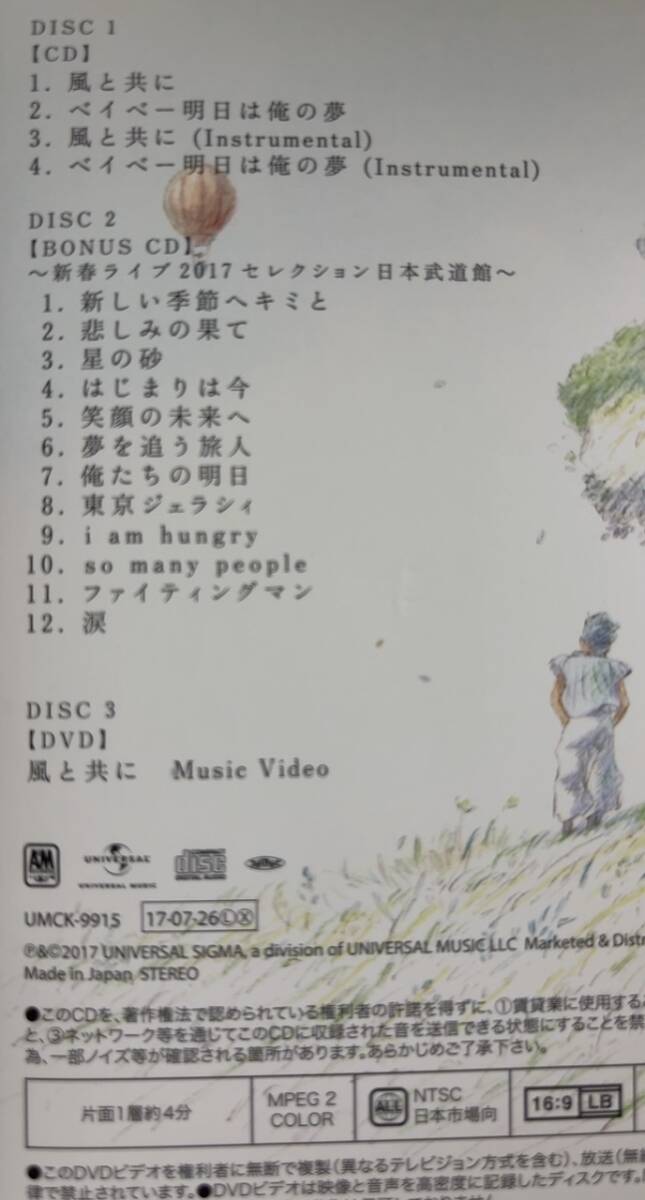 DISC 1
【CD】
1. 風と共に
2. ベイベー明日は俺の夢
3. 風と共に (Instrumental)
4. ベイベー明日は俺の夢 (Instrumental)
DISC 2
【BONUS CD】
～新春ライブ2017セレクション日本武道館～
1. 新しい季節へキミと
2. 悲しみの果て
3. 星の砂
4. はじまりは今
5. 笑顔の未来へ
6. 夢を追う旅人
7. 俺たちの明日
8. 東京ジェラシィ
9. i am hungry
10. so many people
11. ファイティングマン
12. 涙
DISC 3
【DVD】
風と共に Music Video
A&M UNIVERSAL UNIVERSAL MUSIC disc DIGITAL AUDIO
UMCK-9915 17-07-26ⓁⓍ
℗&©2017 UNIVERSAL SIGMA, a division of UNIVERSAL MUSIC LLC Marketed & Distr
Made in Japan STEREO
●このCDを、著作権法で認められている権利者の許諾を得ずに、①賃貸業に使用する
と、③ネットワーク等を通じてこのCDに収録された音を送信できる状態にすることを禁
為、一部ノイズ等が確認される箇所があります。あらかじめご了承下さい。
片面1層約4分 MPEG 2 COLOR ALL NTSC 日本市場向 16:9 LB
●このDVDビデオを権利者に無断で複製(異なるテレビジョン方式を含む)、放送(無
律で禁止されています。●DVDビデオは映像と音声を高密度に記録したディスクです。